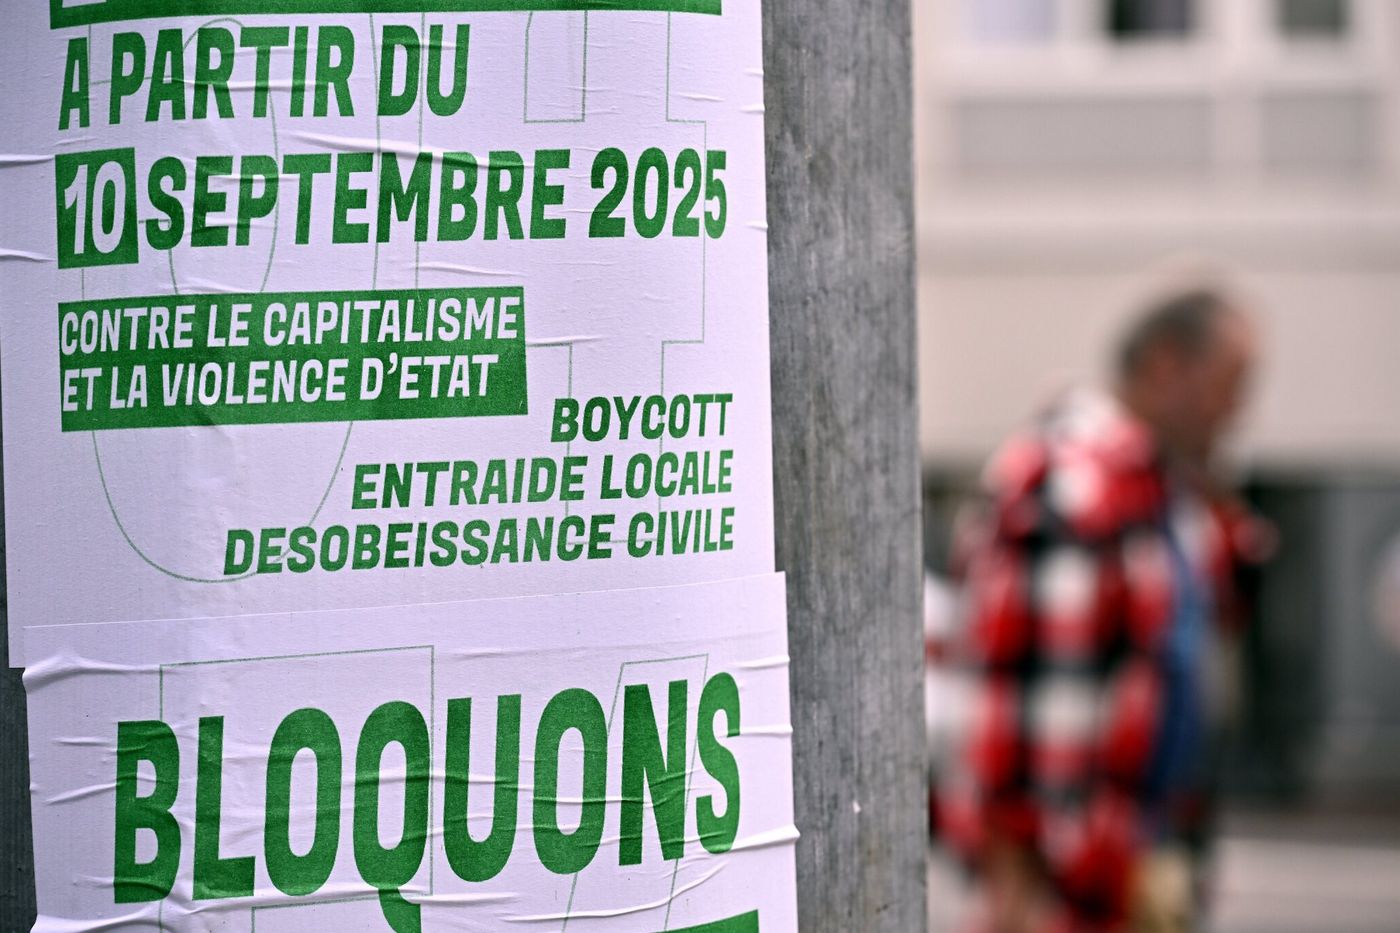 A PARTIR DU
10 SEPTEMBRE 2025
CONTRE LE CAPITALISME
ET LA VIOLENCE D'ETAT
BOYCOTT
ENTRAIDE LOCALE
DESOBEISSANCE CIVILE
BLOQUONS